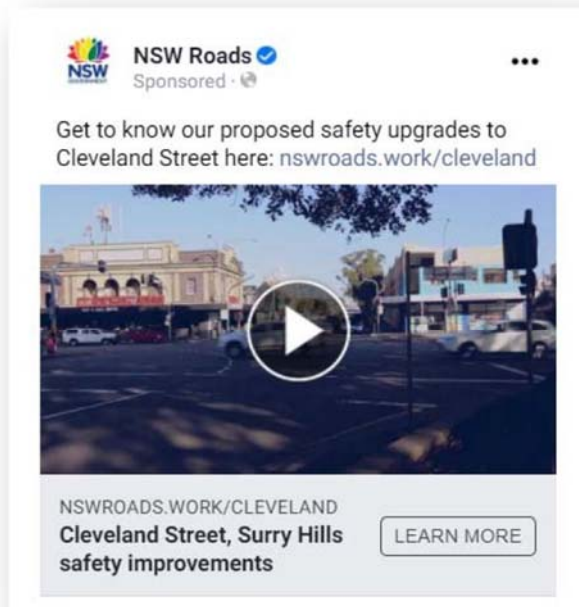 NSW
GOVERNMENT
NSW Roads
Sponsored ·
Get to know our proposed safety upgrades to
Cleveland Street here: nswroads.work/cleveland
NSWROADS.WORK/CLEVELAND
Cleveland Street, Surry Hills
safety improvements
LEARN MORE